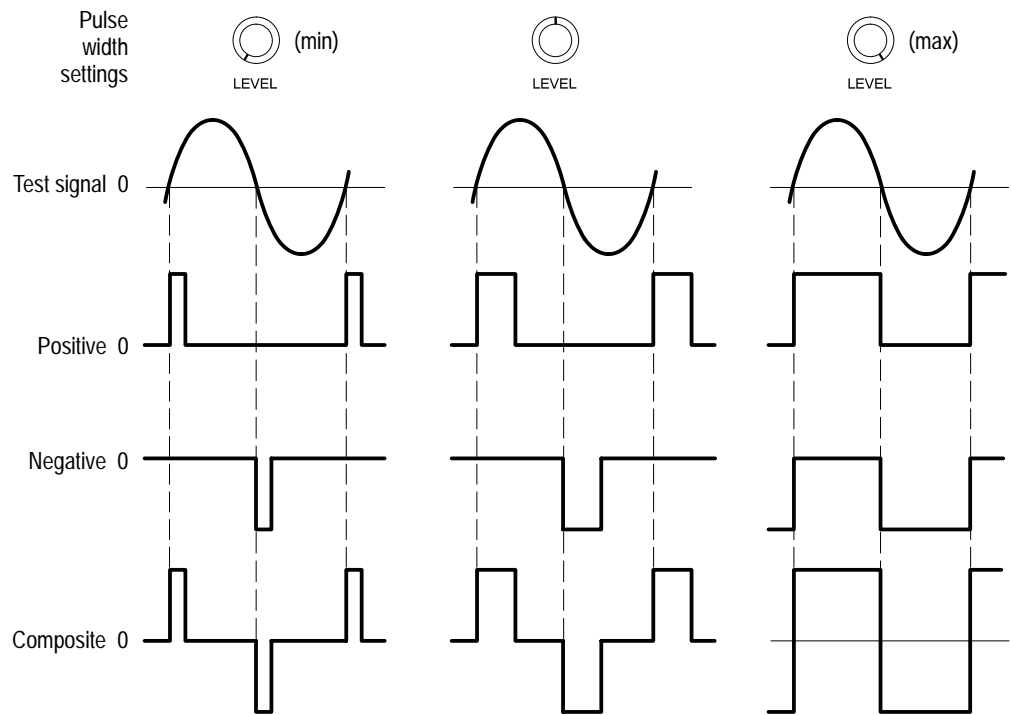 Pulse
width
settings
(min)
LEVEL
LEVEL
(max)
LEVEL
Test signal 0
Positive 0
Negative 0
Composite 0